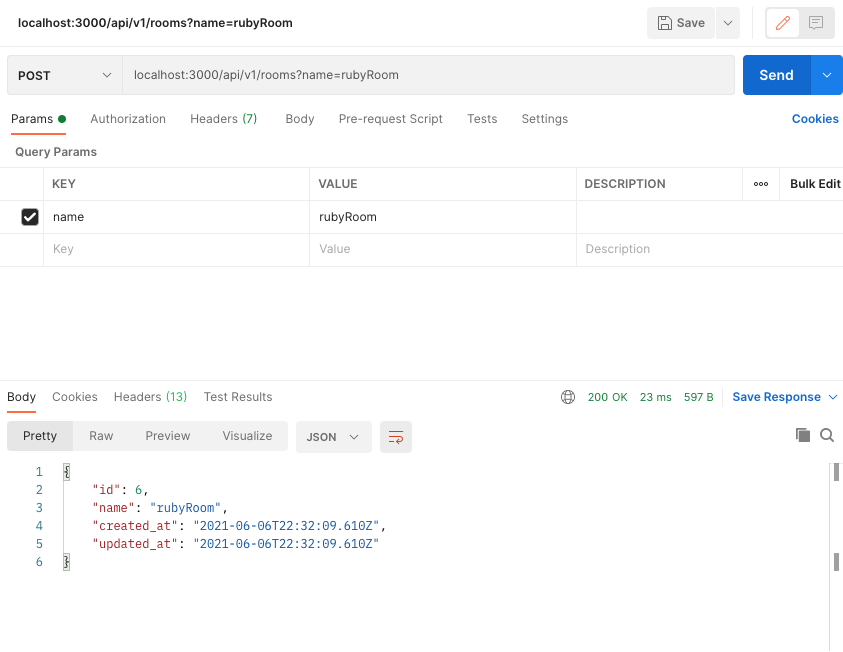 localhost:3000/api/v1/rooms?name=rubyRoom
Save
POST
localhost:3000/api/v1/rooms?name=rubyRoom
Send
Params Authorization Headers (7) Body Pre-request Script Tests Settings Cookies
Query Params
KEY VALUE DESCRIPTION ooo Bulk Edit
name rubyRoom
Key Value Description
Body Cookies Headers (13) Test Results 200 OK 23 ms 597 B Save Response
Pretty Raw Preview Visualize JSON
1 {
2 "id": 6,
3 "name": "rubyRoom",
4 "created_at": "2021-06-06T22:32:09.610Z",
5 "updated_at": "2021-06-06T22:32:09.610Z"
6 }